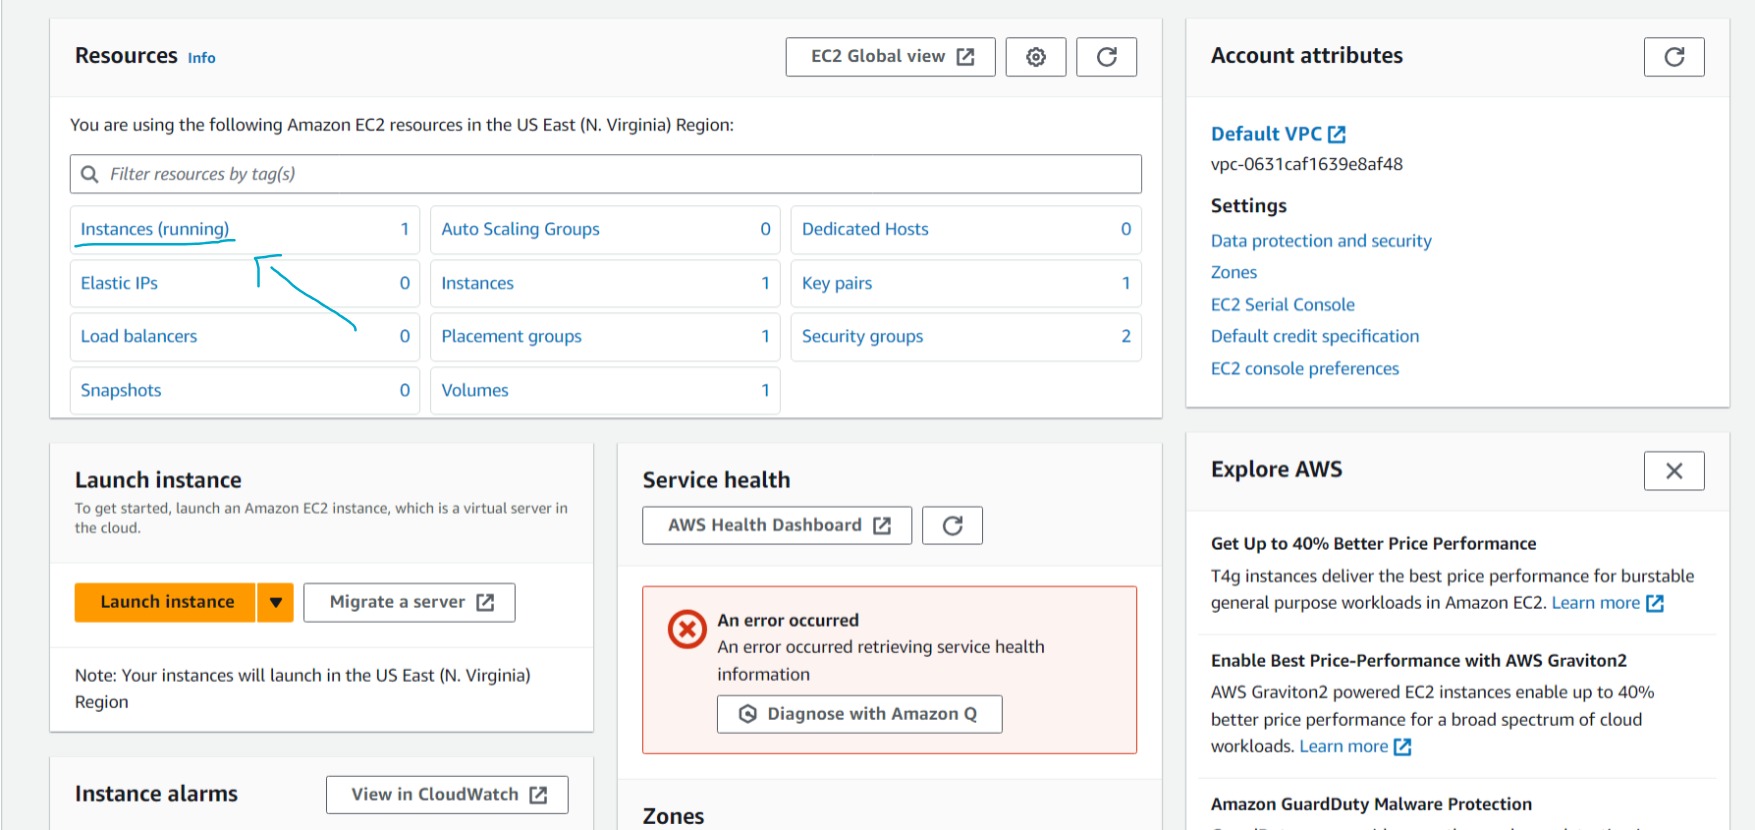 Resources Info
EC2 Global view
You are using the following Amazon EC2 resources in the US East (N. Virginia) Region:
Filter resources by tag(s)
Instances (running) 1
Auto Scaling Groups 0
Dedicated Hosts 0
Elastic IPs 0
Instances 1
Key pairs 1
Load balancers 0
Placement groups 1
Security groups 2
Snapshots 0
Volumes 1
Account attributes
Default VPC
vpc-0631caf1639e8af48
Settings
Data protection and security
Zones
EC2 Serial Console
Default credit specification
EC2 console preferences
Launch instance
To get started, launch an Amazon EC2 instance, which is a virtual server in
the cloud.
Launch instance
Migrate a server
Note: Your instances will launch in the US East (N. Virginia)
Region
Instance alarms
View in CloudWatch
Service health
AWS Health Dashboard
An error occurred
An error occurred retrieving service health
information
Diagnose with Amazon Q
Zones
Explore AWS
Get Up to 40% Better Price Performance
T4g instances deliver the best price performance for burstable
general purpose workloads in Amazon EC2. Learn more
Enable Best Price-Performance with AWS Graviton2
AWS Graviton2 powered EC2 instances enable up to 40%
better price performance for a broad spectrum of cloud
workloads. Learn more
Amazon GuardDuty Malware Protection